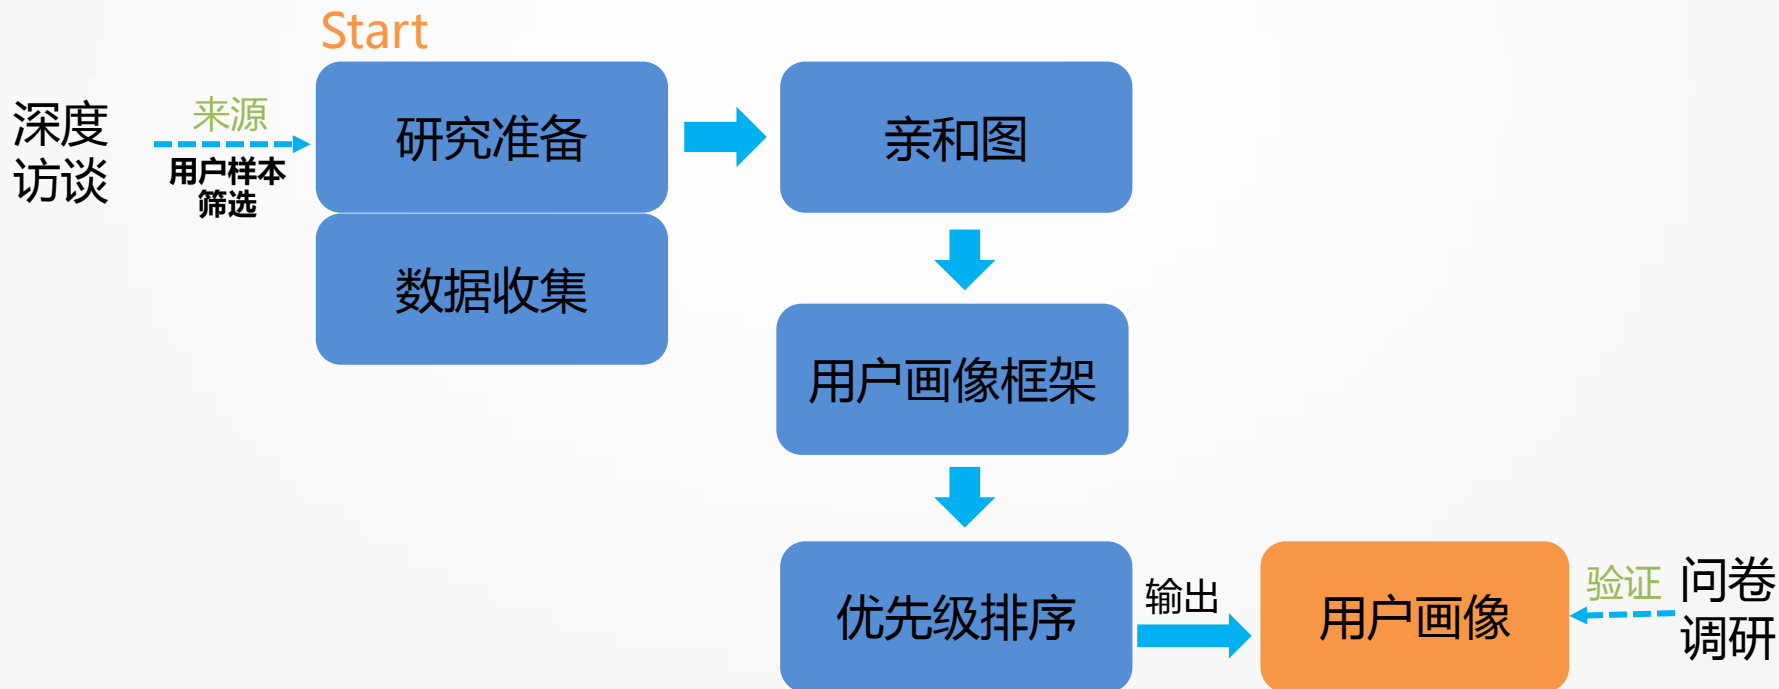 Start
深度
访谈
来源
用户样本
筛选
研究准备
数据收集
亲和图
用户画像框架
优先级排序
输出
用户画像
验证
问卷
调研